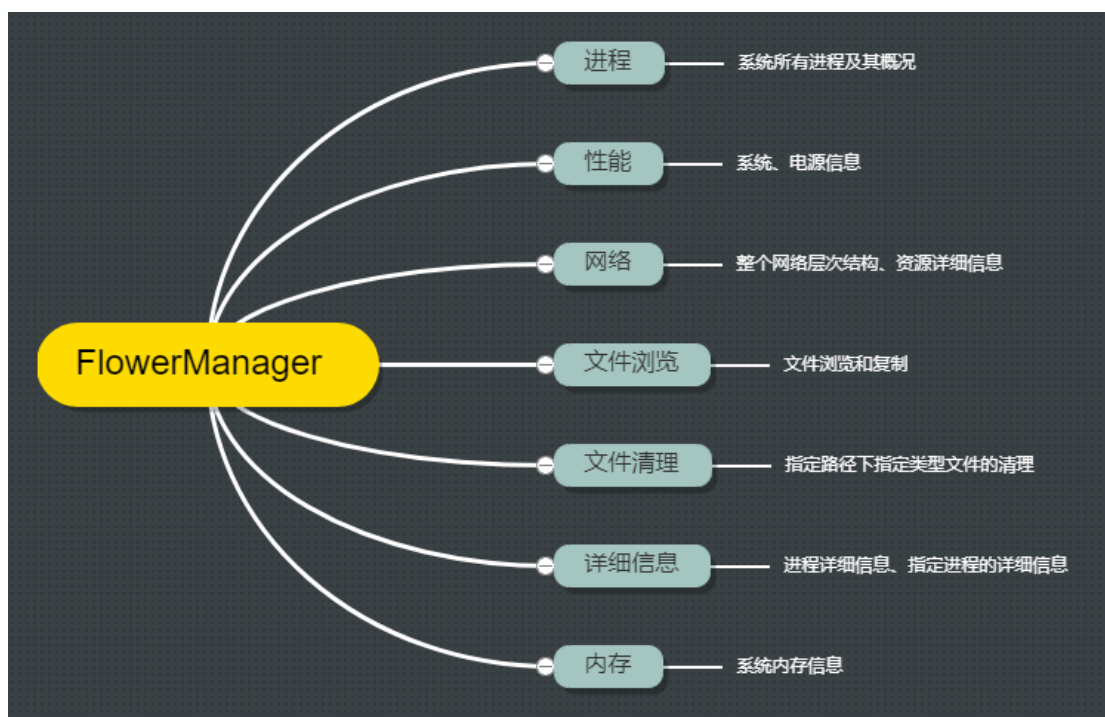 进程
系统所有进程及其概况
性能
系统、电源信息
网络
整个网络层次结构、资源详细信息
FlowerManager
文件浏览
文件浏览和复制
文件清理
指定路径下指定类型文件的清理
详细信息
进程详细信息、指定进程的详细信息
内存
系统内存信息